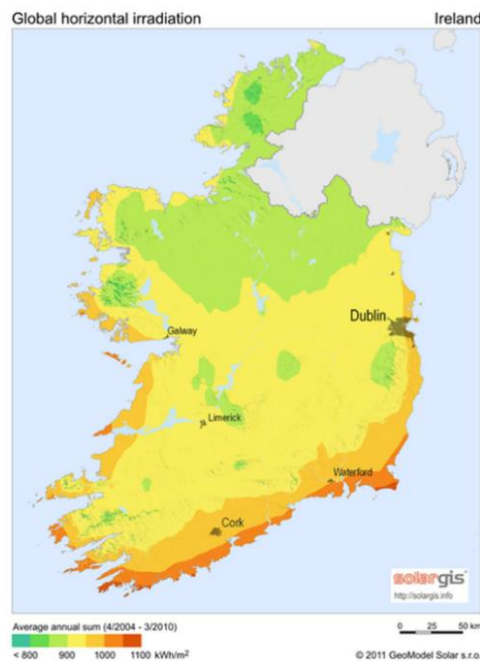 Global horizontal irradiation
Ireland
Dublin
Galway
Limerick
Waterford
Cork
solargis
http://solargis.info
Average annual sum (4/2004 - 3/2010)
< 800 900 1000 1100 kWh/m²
0 25 50 km
© 2011 GeoModel Solar s.r.o.